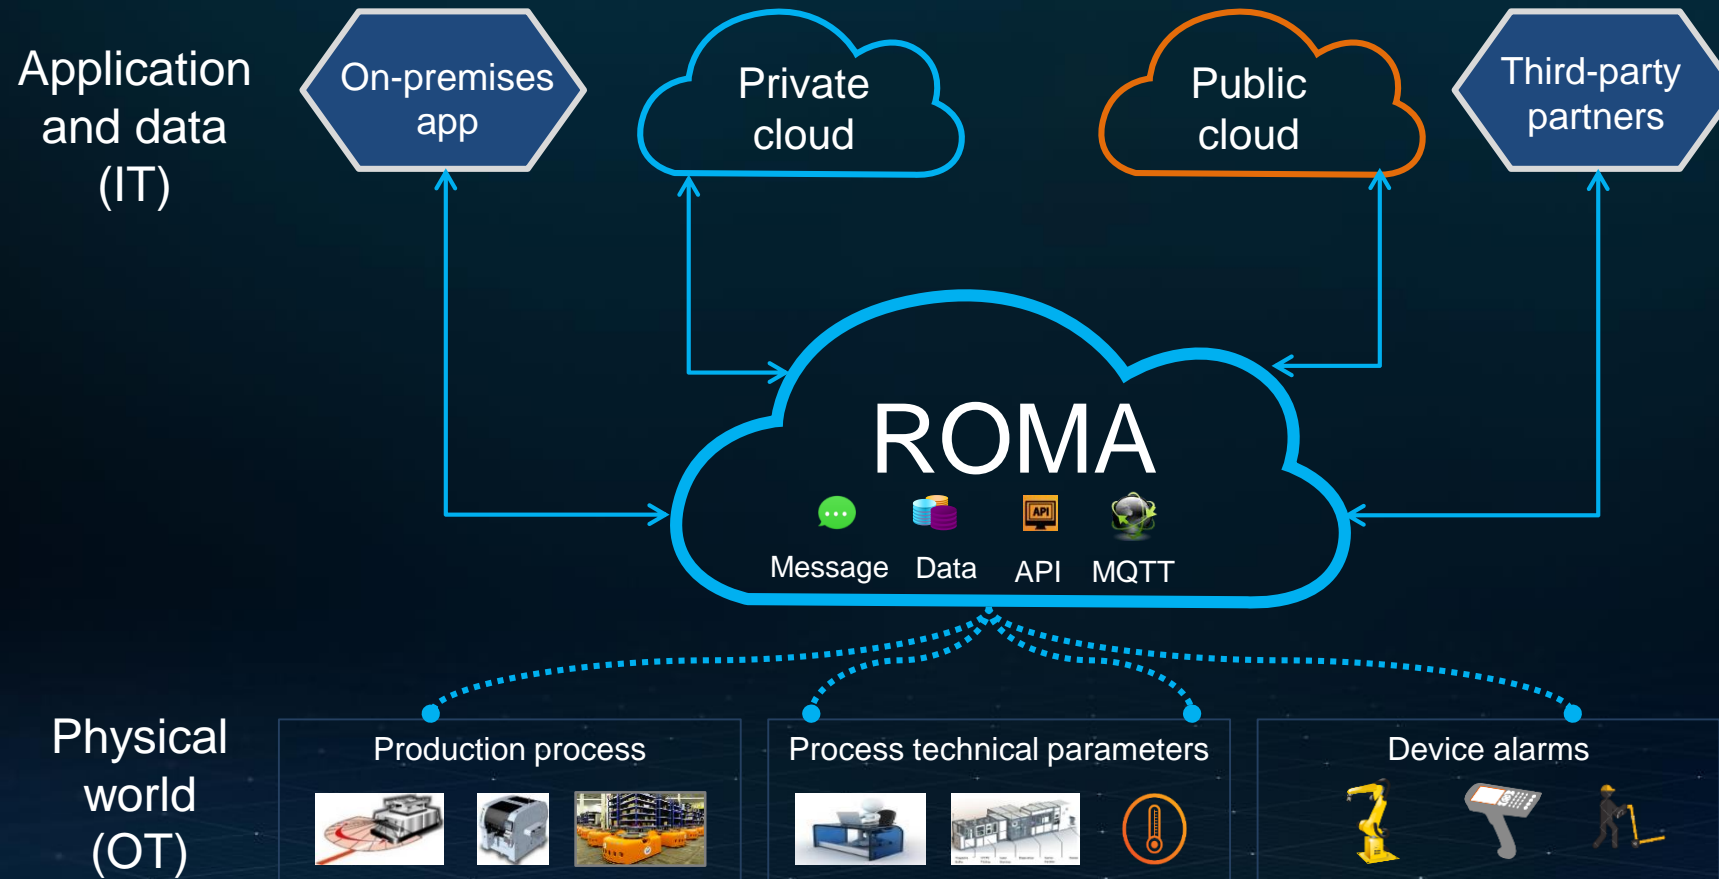 Application
and data
(IT)
On-premises
app
Private
cloud
Public
cloud
Third-party
partners
ROMA
API
Message
Data
API
MQTT
Physical
world
(OT)
Production process
Process technical parameters
Device alarms